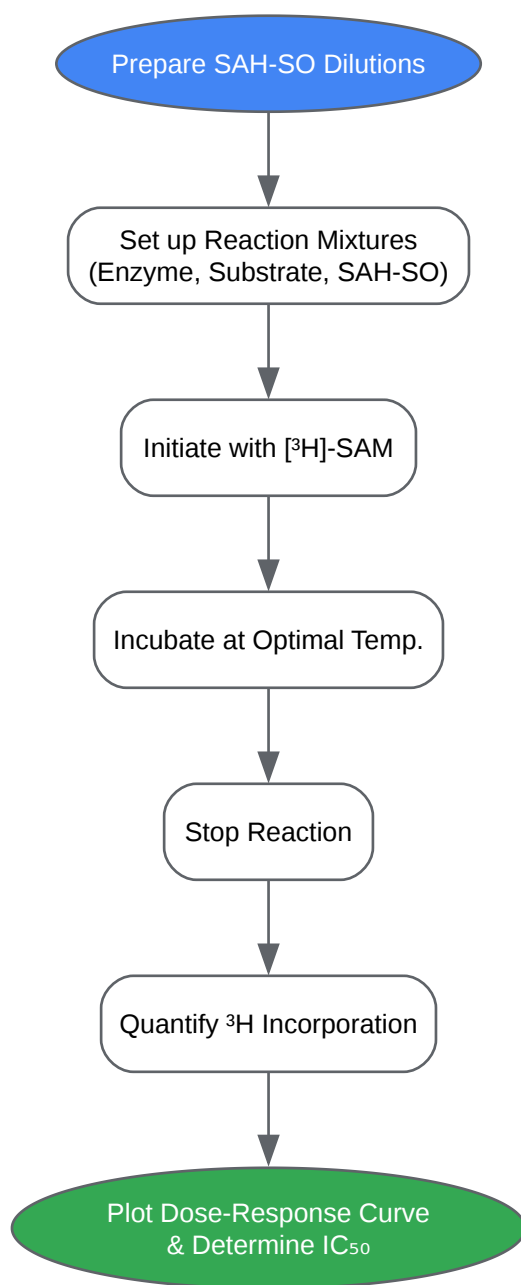 Prepare SAH-SO Dilutions
Set up Reaction Mixtures
(Enzyme, Substrate, SAH-SO)
Initiate with [³H]-SAM
Incubate at Optimal Temp.
Stop Reaction
Quantify ³H Incorporation
Plot Dose-Response Curve
& Determine IC₅₀